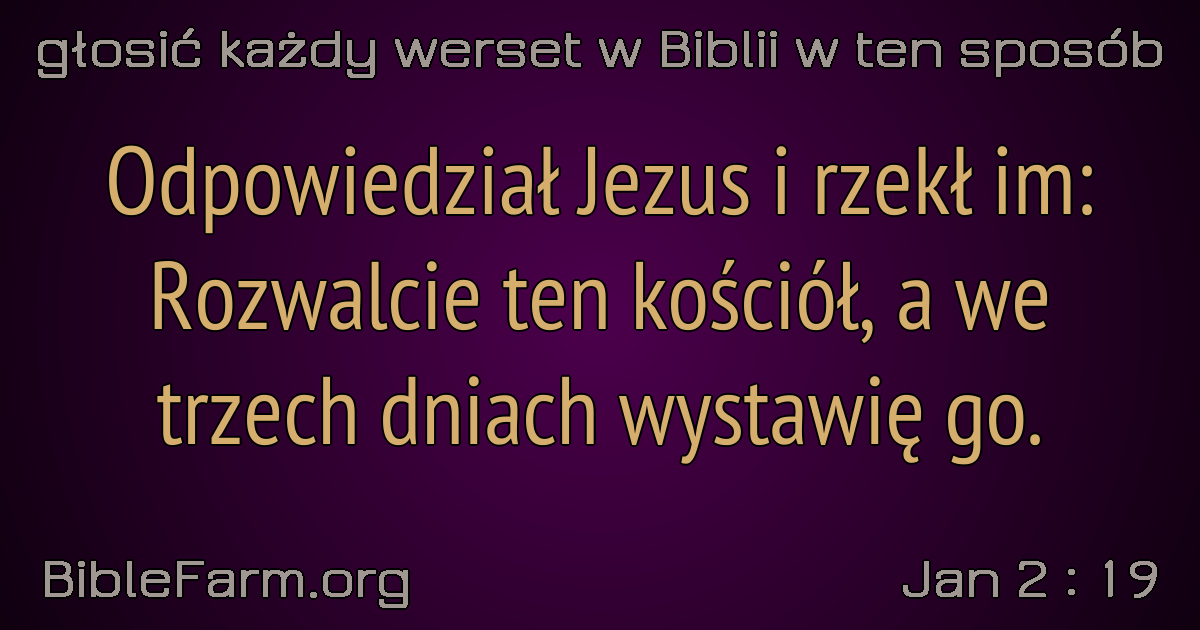 głosić każdy werset w Biblii w ten sposób
Odpowiedział Jezus i rzekł im:
Rozwalcie ten kościół, a we
trzech dniach wystawię go.
BibleFarm.org
Jan 2 : 19